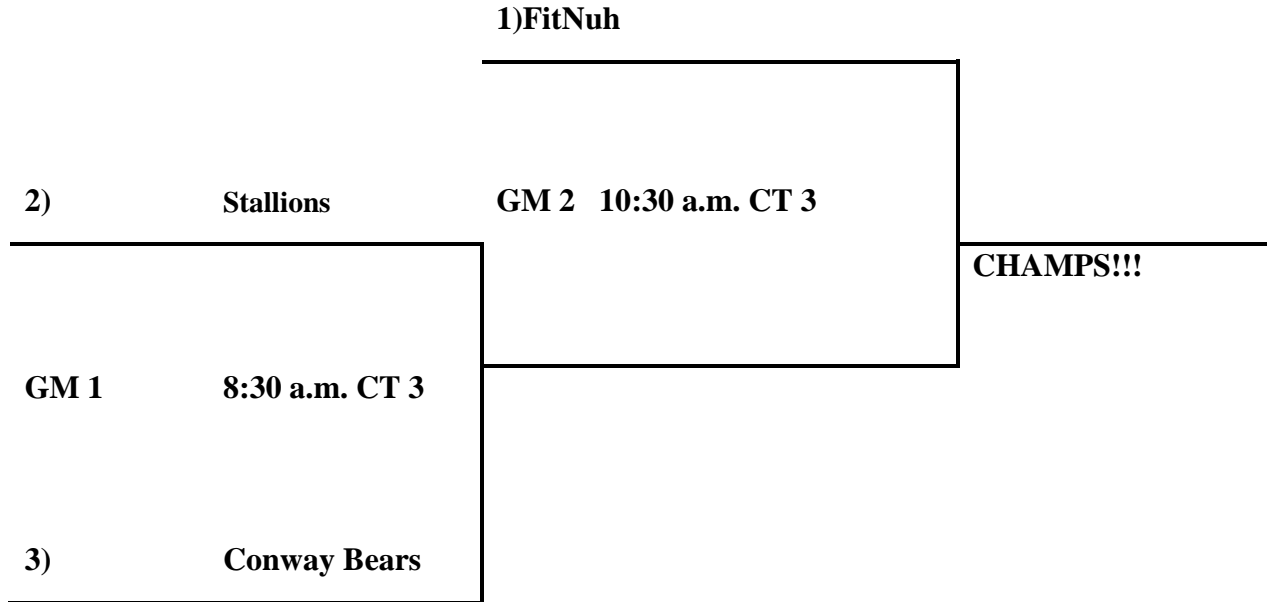 1)FitNuh
2) Stallions GM 2 10:30 a.m. CT 3
CHAMPS!!!
GM 1 8:30 a.m. CT 3
3) Conway Bears